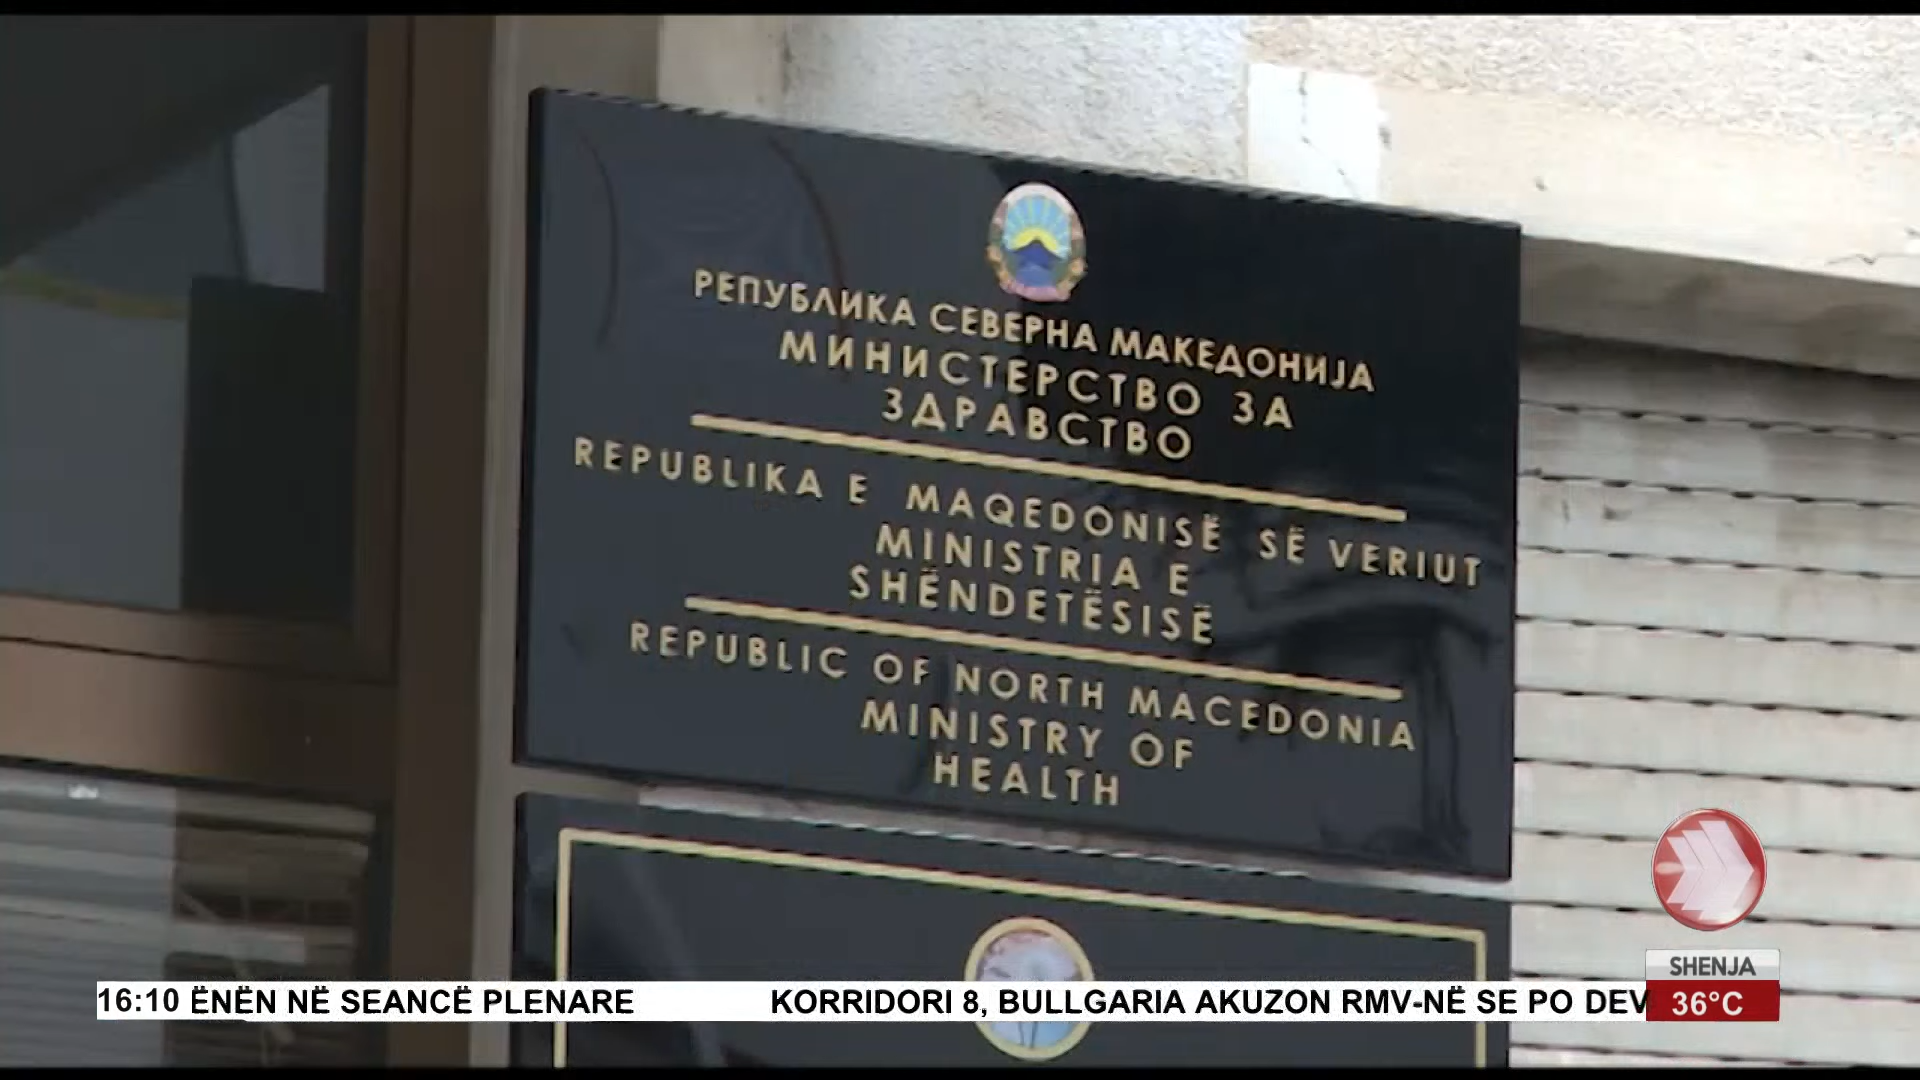 РЕПУБЛИКА СЕВЕРНА МАКЕДОНИЈА
МИНИСТЕРСТВО ЗА
ЗДРАВСТВО
REPUBLIKA E MAQEDONISË SË VERIUT
MINISTRIA E
SHËNDETËSISË
REPUBLIC OF NORTH MACEDONIA
MINISTRY OF
HEALTH
SHENJA
36°C
16:10 ËNËN NË SEANCË PLENARE KORRIDORI 8, BULLGARIA AKUZON RMV-NË SE PO DEV